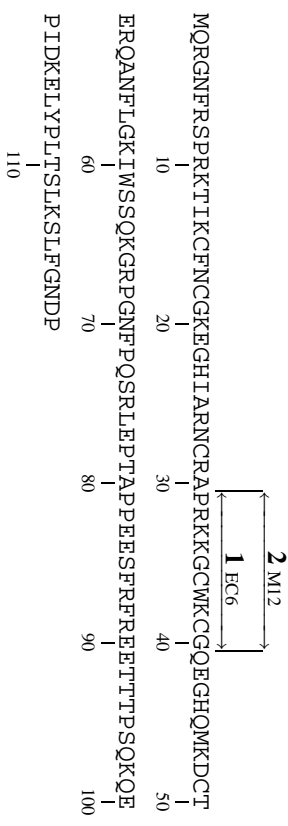 2 M12
1 EC6
MQRGNFRSPRKTIKCFNCGKEGHIARNCRAPRKKGCWKCGQEGHQMKDCT
10 20 30 40 50
ERQANFLGKIWSSQKGRPGNFPQSRLEPTAPPEESFRFREETTTPSQKQE
60 70 80 90 100
PIDKELYPLTSLKSLFGNDP
110